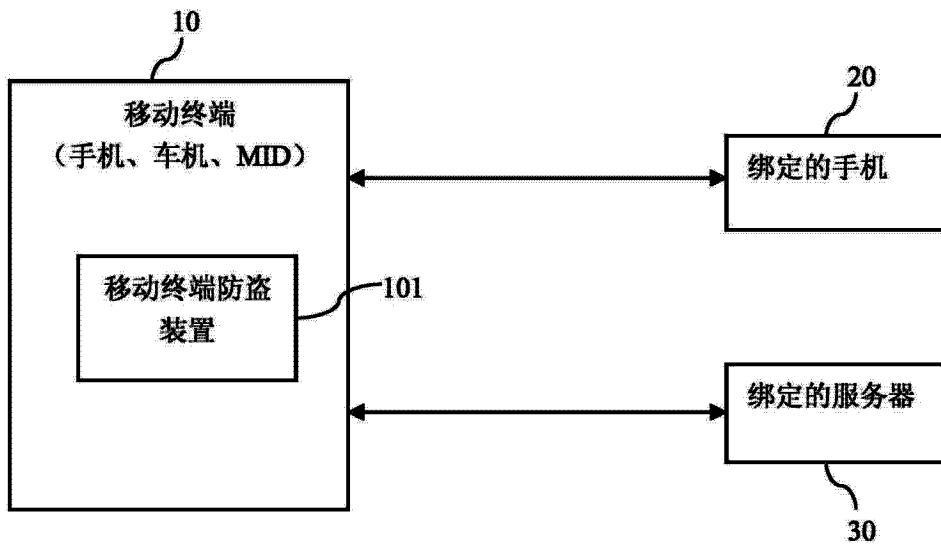 10
移动终端
（手机、车机、MID）
20
绑定的手机
移动终端防盗
装置
101
绑定的服务器
30